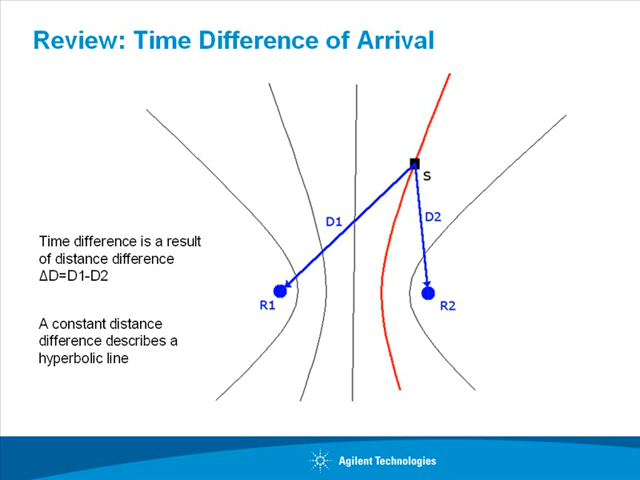 Review: Time Difference of Arrival
S
D1
D2
Time difference is a result
of distance difference
ΔD=D1-D2
R1
R2
A constant distance
difference describes a
hyperbolic line
Agilent Technologies